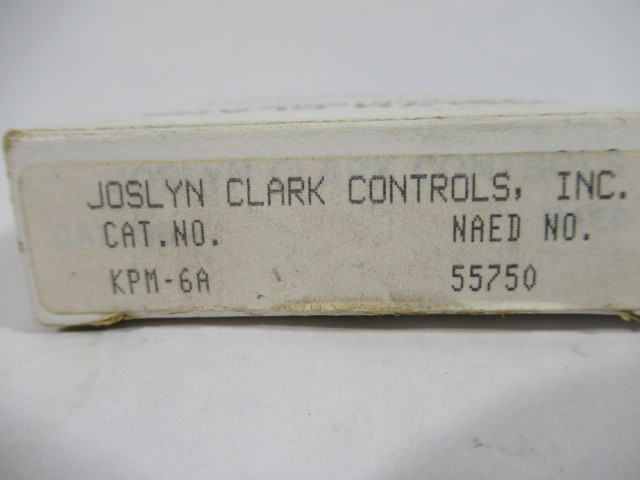 JOSLYN CLARK CONTROLS, INC.
CAT.NO. NAED NO.
KPM-6A 55750